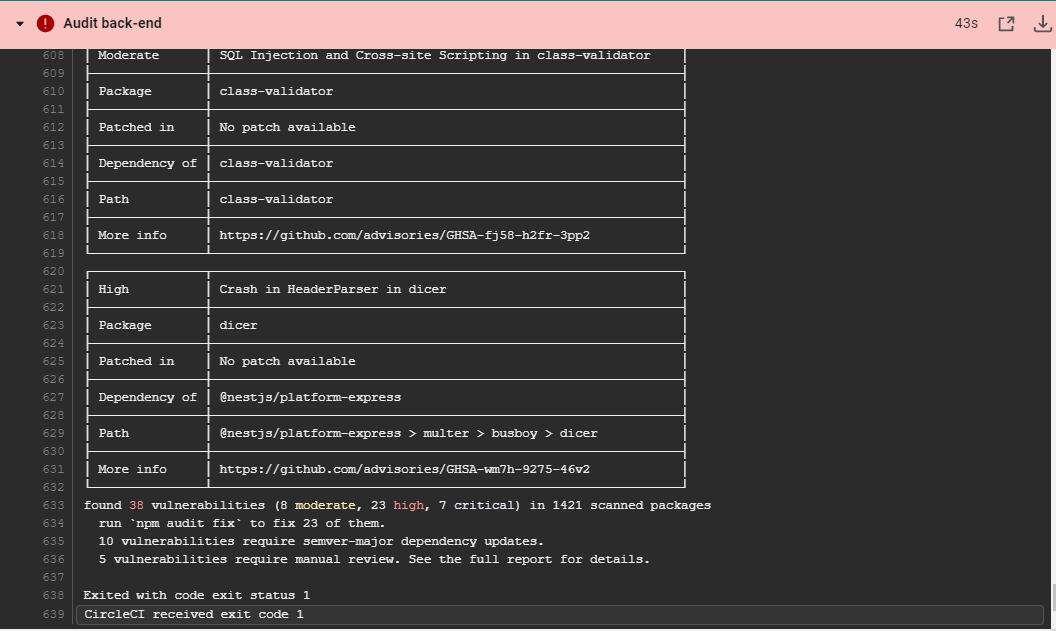 Audit back-end 43s
608 Moderate SQL Injection and Cross-site Scripting in class-validator
609
610 Package class-validator
611
612 Patched in No patch available
613
614 Dependency of class-validator
615
616 Path class-validator
617
618 More info https://github.com/advisories/GHSA-fj58-h2fr-3pp2
619
620
621 High Crash in HeaderParser in dicer
622
623 Package dicer
624
625 Patched in No patch available
626
627 Dependency of @nestjs/platform-express
628
629 Path @nestjs/platform-express > multer > busboy > dicer
630
631 More info https://github.com/advisories/GHSA-wm7h-9275-46v2
632
633 found 38 vulnerabilities (8 moderate, 23 high, 7 critical) in 1421 scanned packages
634 run `npm audit fix` to fix 23 of them.
635 10 vulnerabilities require semver-major dependency updates.
636 5 vulnerabilities require manual review. See the full report for details.
637
638 Exited with code exit status 1
639 CircleCI received exit code 1